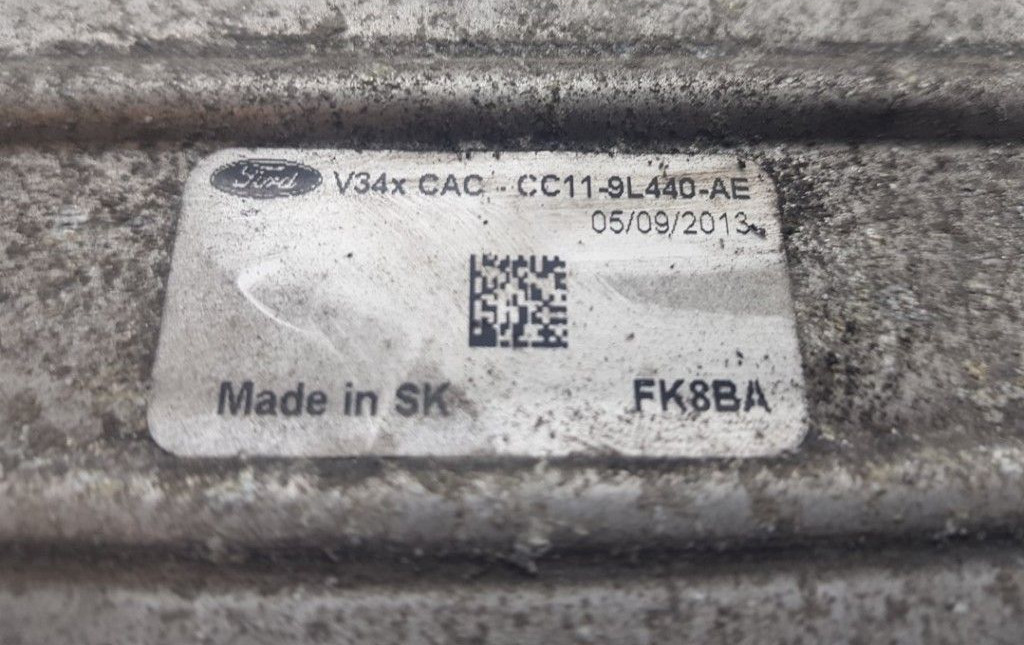 Ford V34x CAC - CC11-9L440-AE
05/09/2013
Made in SK FK8BA